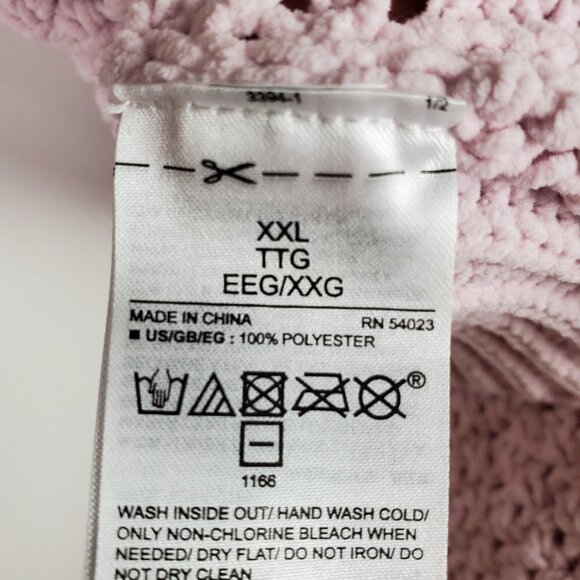 3394-1 1/2
XXL
TTG
EEG/XXG
MADE IN CHINA RN 54023
■ US/GB/EG : 100% POLYESTER
®
1166
WASH INSIDE OUT/ HAND WASH COLD/
ONLY NON-CHLORINE BLEACH WHEN
NEEDED/ DRY FLAT/ DO NOT IRON/ DO
NOT DRY CLEAN